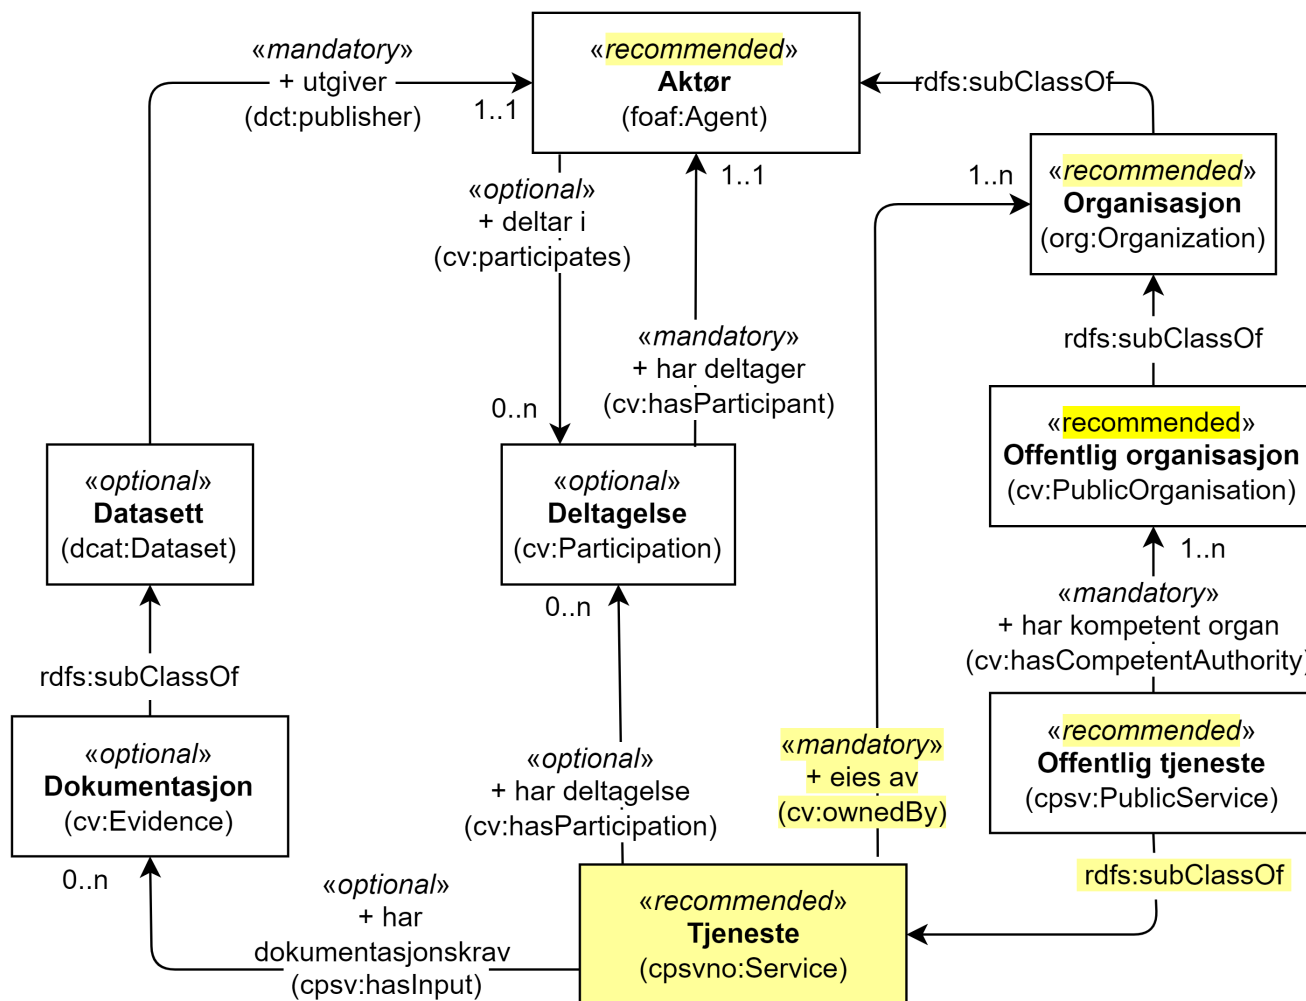 «mandatory»
+ utgiver
(dct:publisher)
1..1
«recommended»
Aktør
(foaf:Agent)
rdfs:subClassOf
«optional»
+ deltar i
(cv:participates)
0..n
1..1
«mandatory»
+ har deltager
(cv:hasParticipant)
1..n
«recommended»
Organisasjon
(org:Organization)
rdfs:subClassOf
«recommended»
Offentlig organisasjon
(cv:PublicOrganisation)
«optional»
Datasett
(dcat:Dataset)
«optional»
Deltagelse
(cv:Participation)
0..n
1..n
«mandatory»
+ har kompetent organ
(cv:hasCompetentAuthority)
rdfs:subClassOf
«optional»
Dokumentasjon
(cv:Evidence)
0..n
«optional»
+ har deltagelse
(cv:hasParticipation)
«mandatory»
+ eies av
(cv:ownedBy)
«recommended»
Offentlig tjeneste
(cpsv:PublicService)
rdfs:subClassOf
«optional»
+ har
dokumentasjonskrav
(cpsv:hasInput)
«recommended»
Tjeneste
(cpsvno:Service)